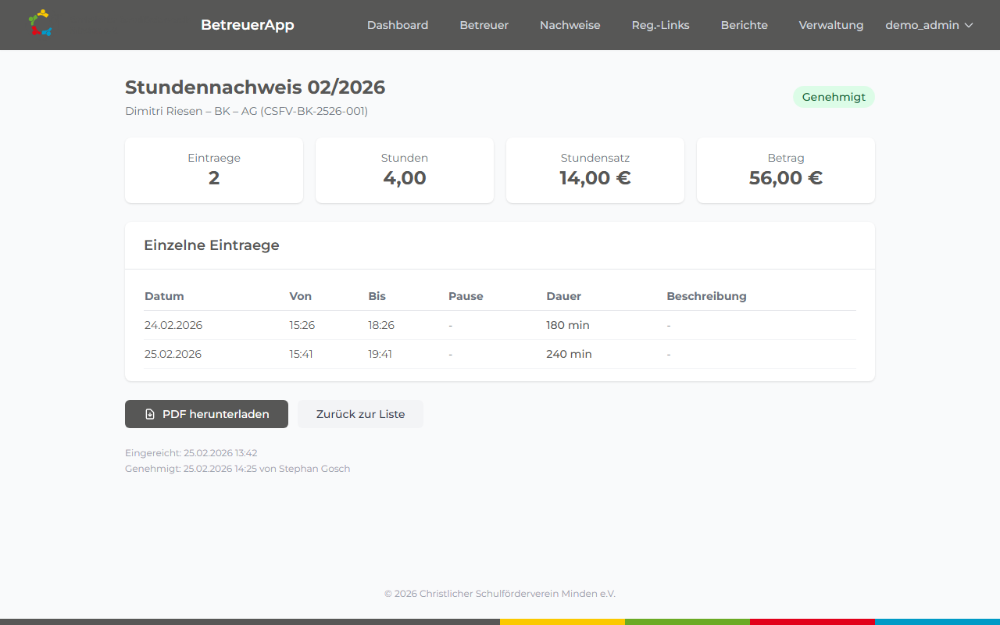 BetreuerApp Dashboard Betreuer Nachweise Reg.-Links Berichte Verwaltung demo_admin
Stundennachweis 02/2026
Genehmigt
Dimitri Riesen – BK – AG (CSFV-BK-2526-001)
Eintraege Stunden Stundensatz Betrag
2 4,00 14,00 € 56,00 €
Einzelne Eintraege
Datum Von Bis Pause Dauer Beschreibung
24.02.2026 15:26 18:26 - 180 min -
25.02.2026 15:41 19:41 - 240 min -
PDF herunterladen Zurück zur Liste
Eingereicht: 25.02.2026 13:42
Genehmigt: 25.02.2026 14:25 von Stephan Gosch
© 2026 Christlicher Schulförderverein Minden e.V.